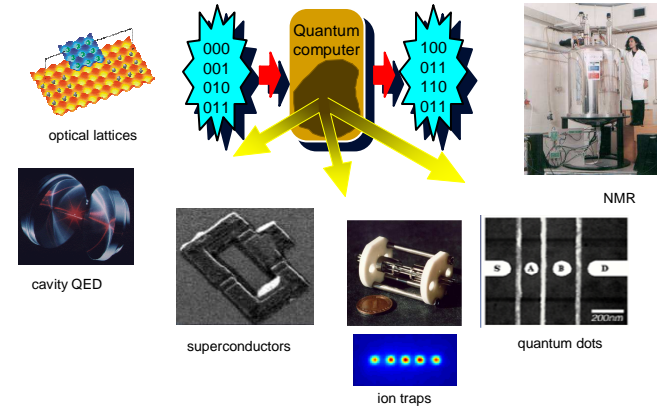 Quantum
computer
000
001
010
011
100
011
110
011
optical lattices
NMR
cavity QED
S A B D
200nm
superconductors
quantum dots
ion traps